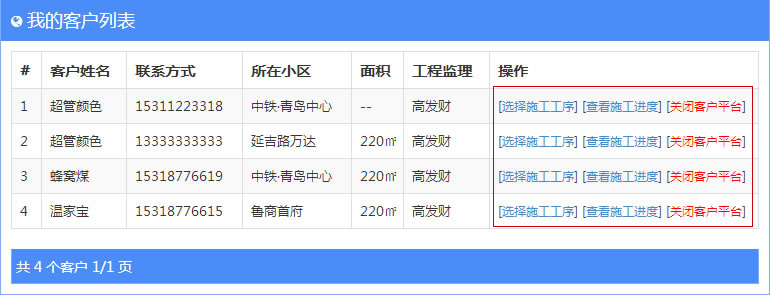 我的客户列表
# 客户姓名 联系方式 所在小区 面积 工程监理 操作
1 超管颜色 15311223318 中铁·青岛中心 -- 高发财 [选择施工工序] [查看施工进度] [关闭客户平台]
2 超管颜色 13333333333 延吉路万达 220㎡ 高发财 [选择施工工序] [查看施工进度] [关闭客户平台]
3 蜂窝煤 15318776619 中铁·青岛中心 220㎡ 高发财 [选择施工工序] [查看施工进度] [关闭客户平台]
4 温家宝 15318776615 鲁商首府 220㎡ 高发财 [选择施工工序] [查看施工进度] [关闭客户平台]
共 4 个客户 1/1 页